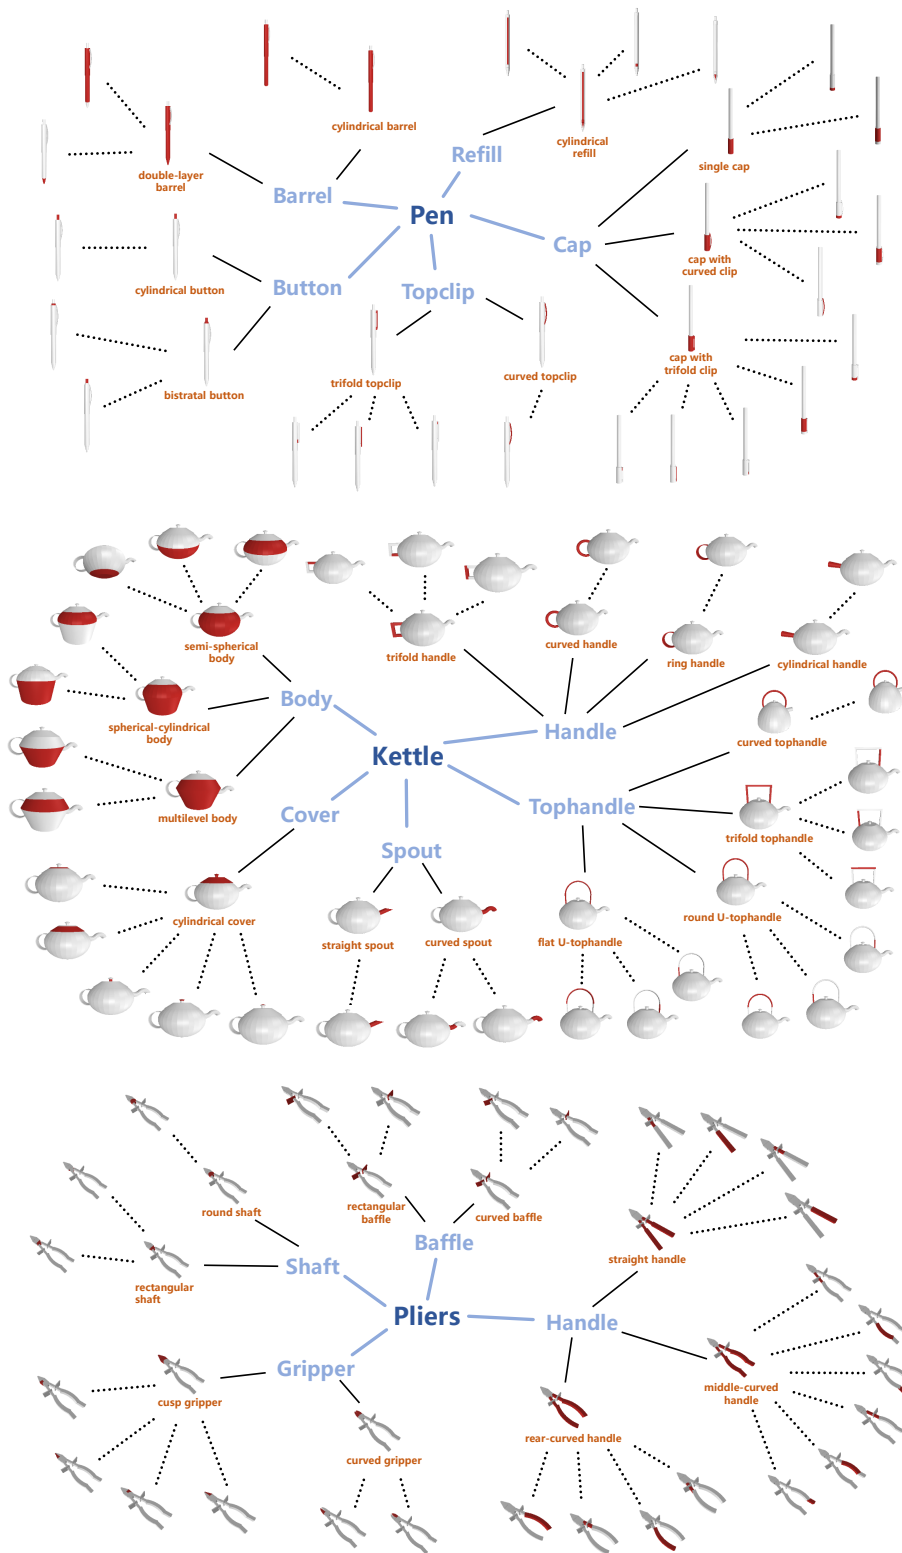 cylindrical barrel
cylindrical
refill
Refill
single cap
double-layer
barrel
Barrel
Pen
Cap
cap with
curved clip
cylindrical button
Button
Topclip
cap with
trifold clip
bistratal button
trifold topclip
curved topclip
semi-spherical
body
trifold handle
curved handle
ring handle
cylindrical handle
Body
spherical-cylindrical
body
Handle
curved tophandle
Kettle
Tophandle
multilevel body
Cover
trifold tophandle
Spout
cylindrical cover
straight spout
curved spout
flat U-tophandle
round U-tophandle
round shaft
rectangular
baffle
curved baffle
Baffle
straight handle
Shaft
rectangular
shaft
Pliers
Handle
Gripper
cusp gripper
middle-curved
handle
rear-curved handle
curved gripper